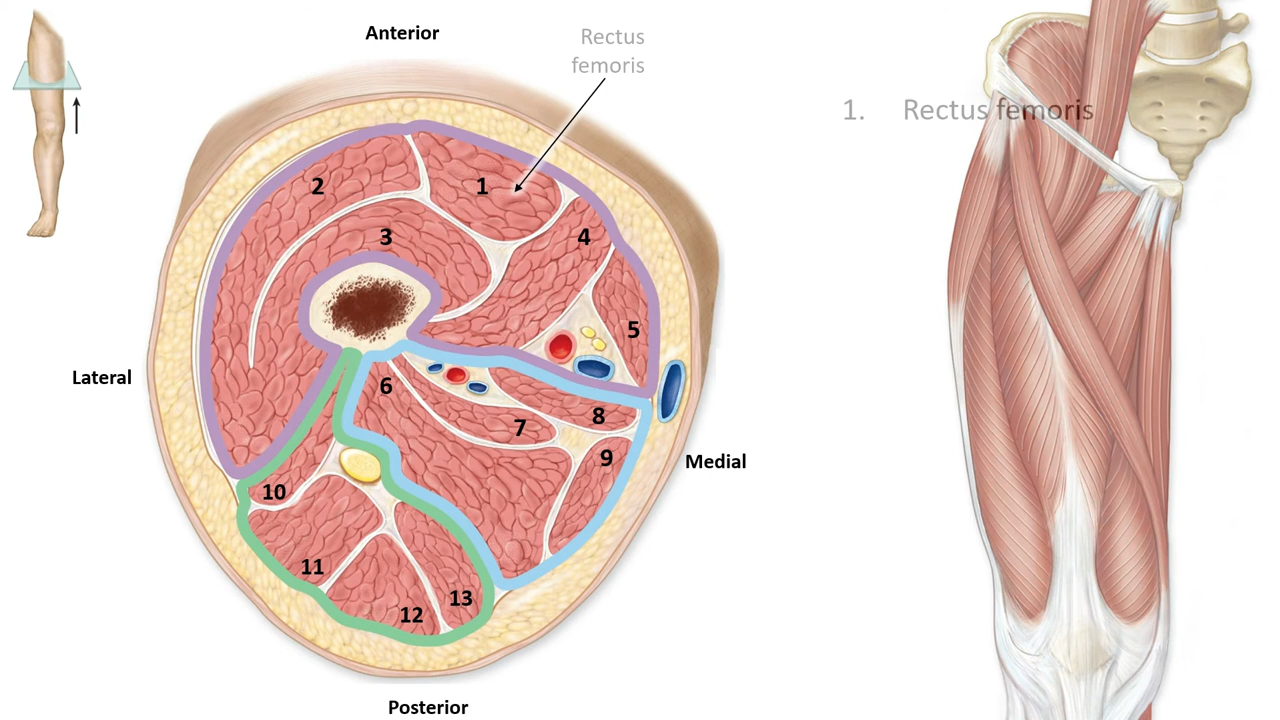 Anterior
Rectus
femoris
1. Rectus femoris
2
1
3
4
5
Lateral
6
8
7
9
Medial
10
11
13
12
Posterior